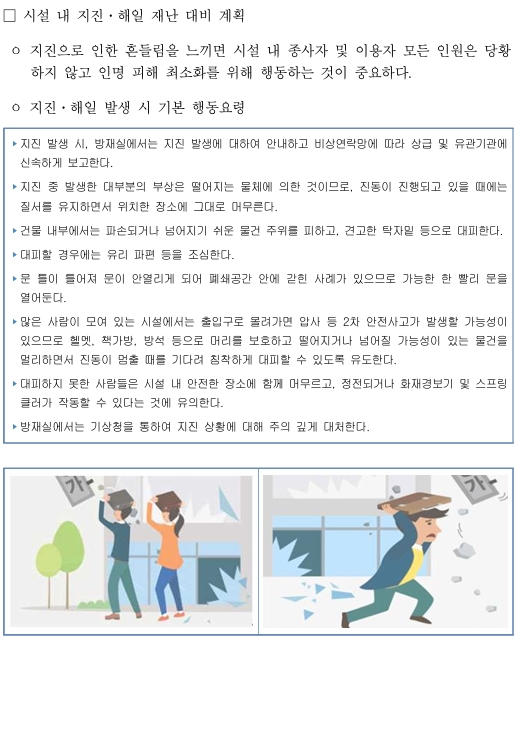 □ 시설 내 지진・해일 재난 대비 계획
ㅇ 지진으로 인한 흔들림을 느끼면 시설 내 종사자 및 이용자 모든 인원은 당황
하지 않고 인명 피해 최소화를 위해 행동하는 것이 중요하다.
ㅇ 지진・해일 발생 시 기본 행동요령
▸지진 발생 시, 방재실에서는 지진 발생에 대하여 안내하고 비상연락망에 따라 상급 및 유관기관에
신속하게 보고한다.
▸지진 중 발생한 대부분의 부상은 떨어지는 물체에 의한 것이므로, 진동이 진행되고 있을 때에는
질서를 유지하면서 위치한 장소에 그대로 머무른다.
▸건물 내부에서는 파손되거나 넘어지기 쉬운 물건 주위를 피하고, 견고한 탁자밑 등으로 대피한다.
▸대피할 경우에는 유리 파편 등을 조심한다.
▸문 틀이 틀어져 문이 안열리게 되어 폐쇄공간 안에 갇힌 사례가 있으므로 가능한 한 빨리 문을
열어둔다.
▸많은 사람이 모여 있는 시설에서는 출입구로 몰려가면 압사 등 2차 안전사고가 발생할 가능성이
있으므로 헬멧, 책가방, 방석 등으로 머리를 보호하고 떨어지거나 넘어질 가능성이 있는 물건을
멀리하면서 진동이 멈출 때를 기다려 침착하게 대피할 수 있도록 유도한다.
▸대피하지 못한 사람들은 시설 내 안전한 장소에 함께 머무르고, 정전되거나 화재경보기 및 스프링
클러가 작동할 수 있다는 것에 유의한다.
▸방재실에서는 기상청을 통하여 지진 상황에 대해 주의 깊게 대처한다.
가
가